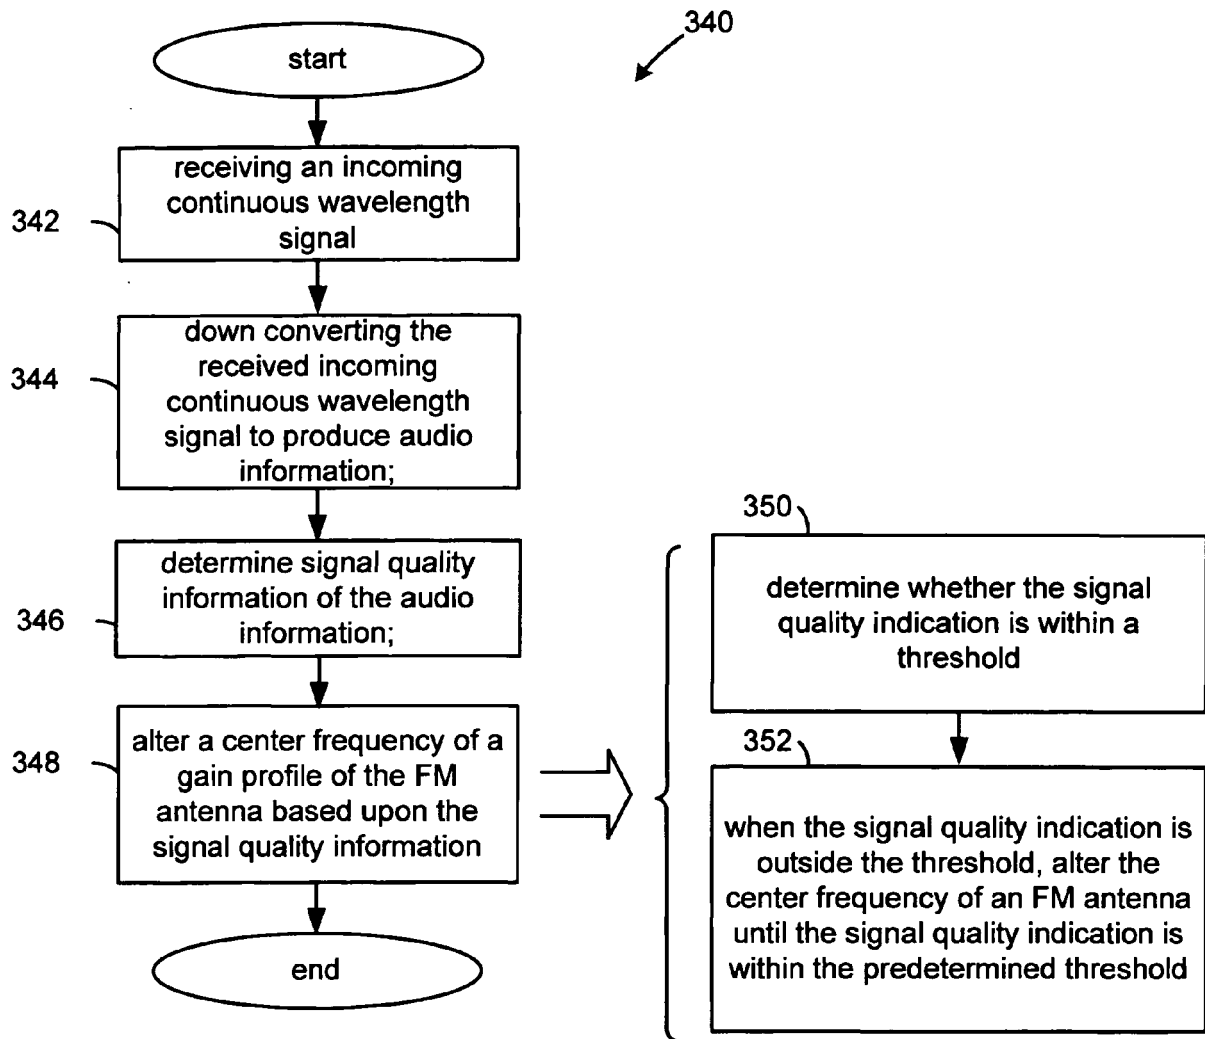 340
start
342
receiving an incoming
continuous wavelength
signal
344
down converting the
received incoming
continuous wavelength
signal to produce audio
information;
346
determine signal quality
information of the audio
information;
348
alter a center frequency of a
gain profile of the FM
antenna based upon the
signal quality information
end
350
determine whether the signal
quality indication is within a
threshold
352
when the signal quality indication is
outside the threshold, alter the
center frequency of an FM antenna
until the signal quality indication is
within the predetermined threshold